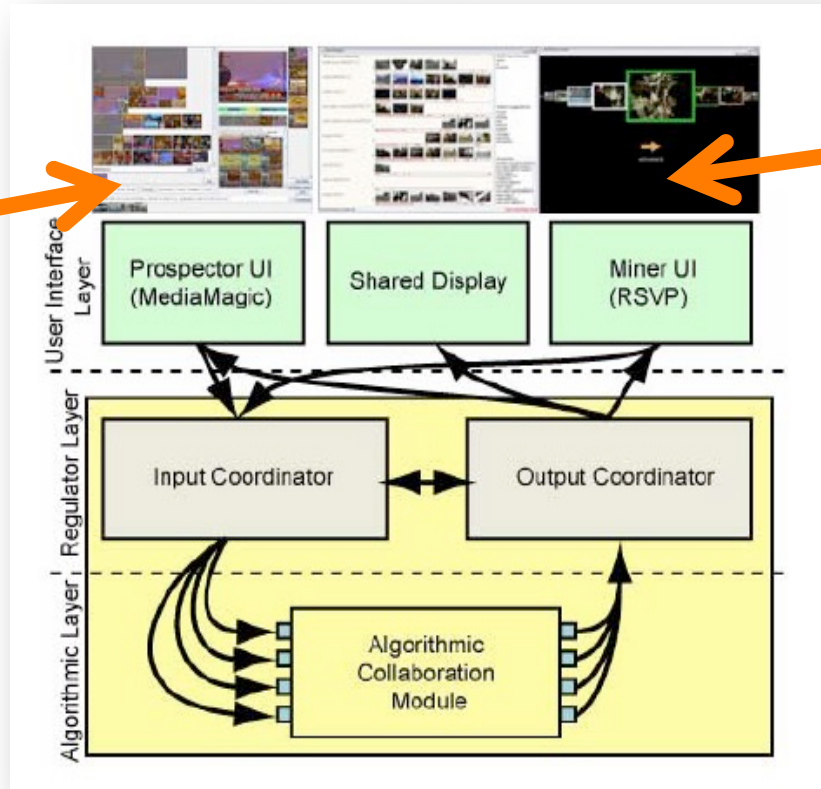 User Interface
Layer
Prospector UI
(MediaMagic)
Shared Display
Miner UI
(RSVP)
Regulator Layer
Input Coordinator
Output Coordinator
Algorithmic Layer
Algorithmic
Collaboration
Module